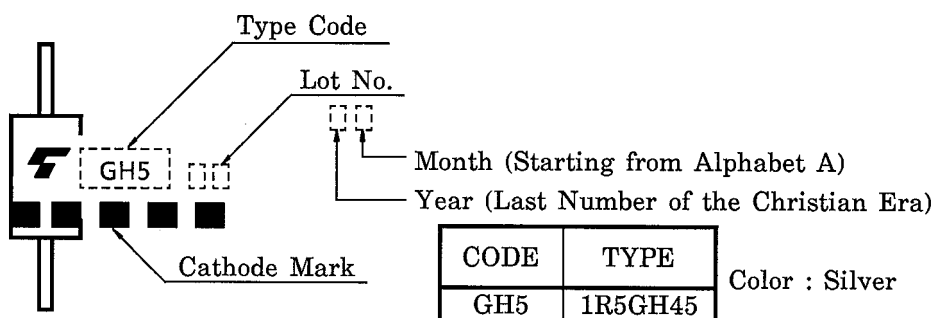 Type Code
Lot No.
GH5
Month (Starting from Alphabet A)
Year (Last Number of the Christian Era)
Cathode Mark
CODE TYPE
GH5 1R5GH45
Color : Silver